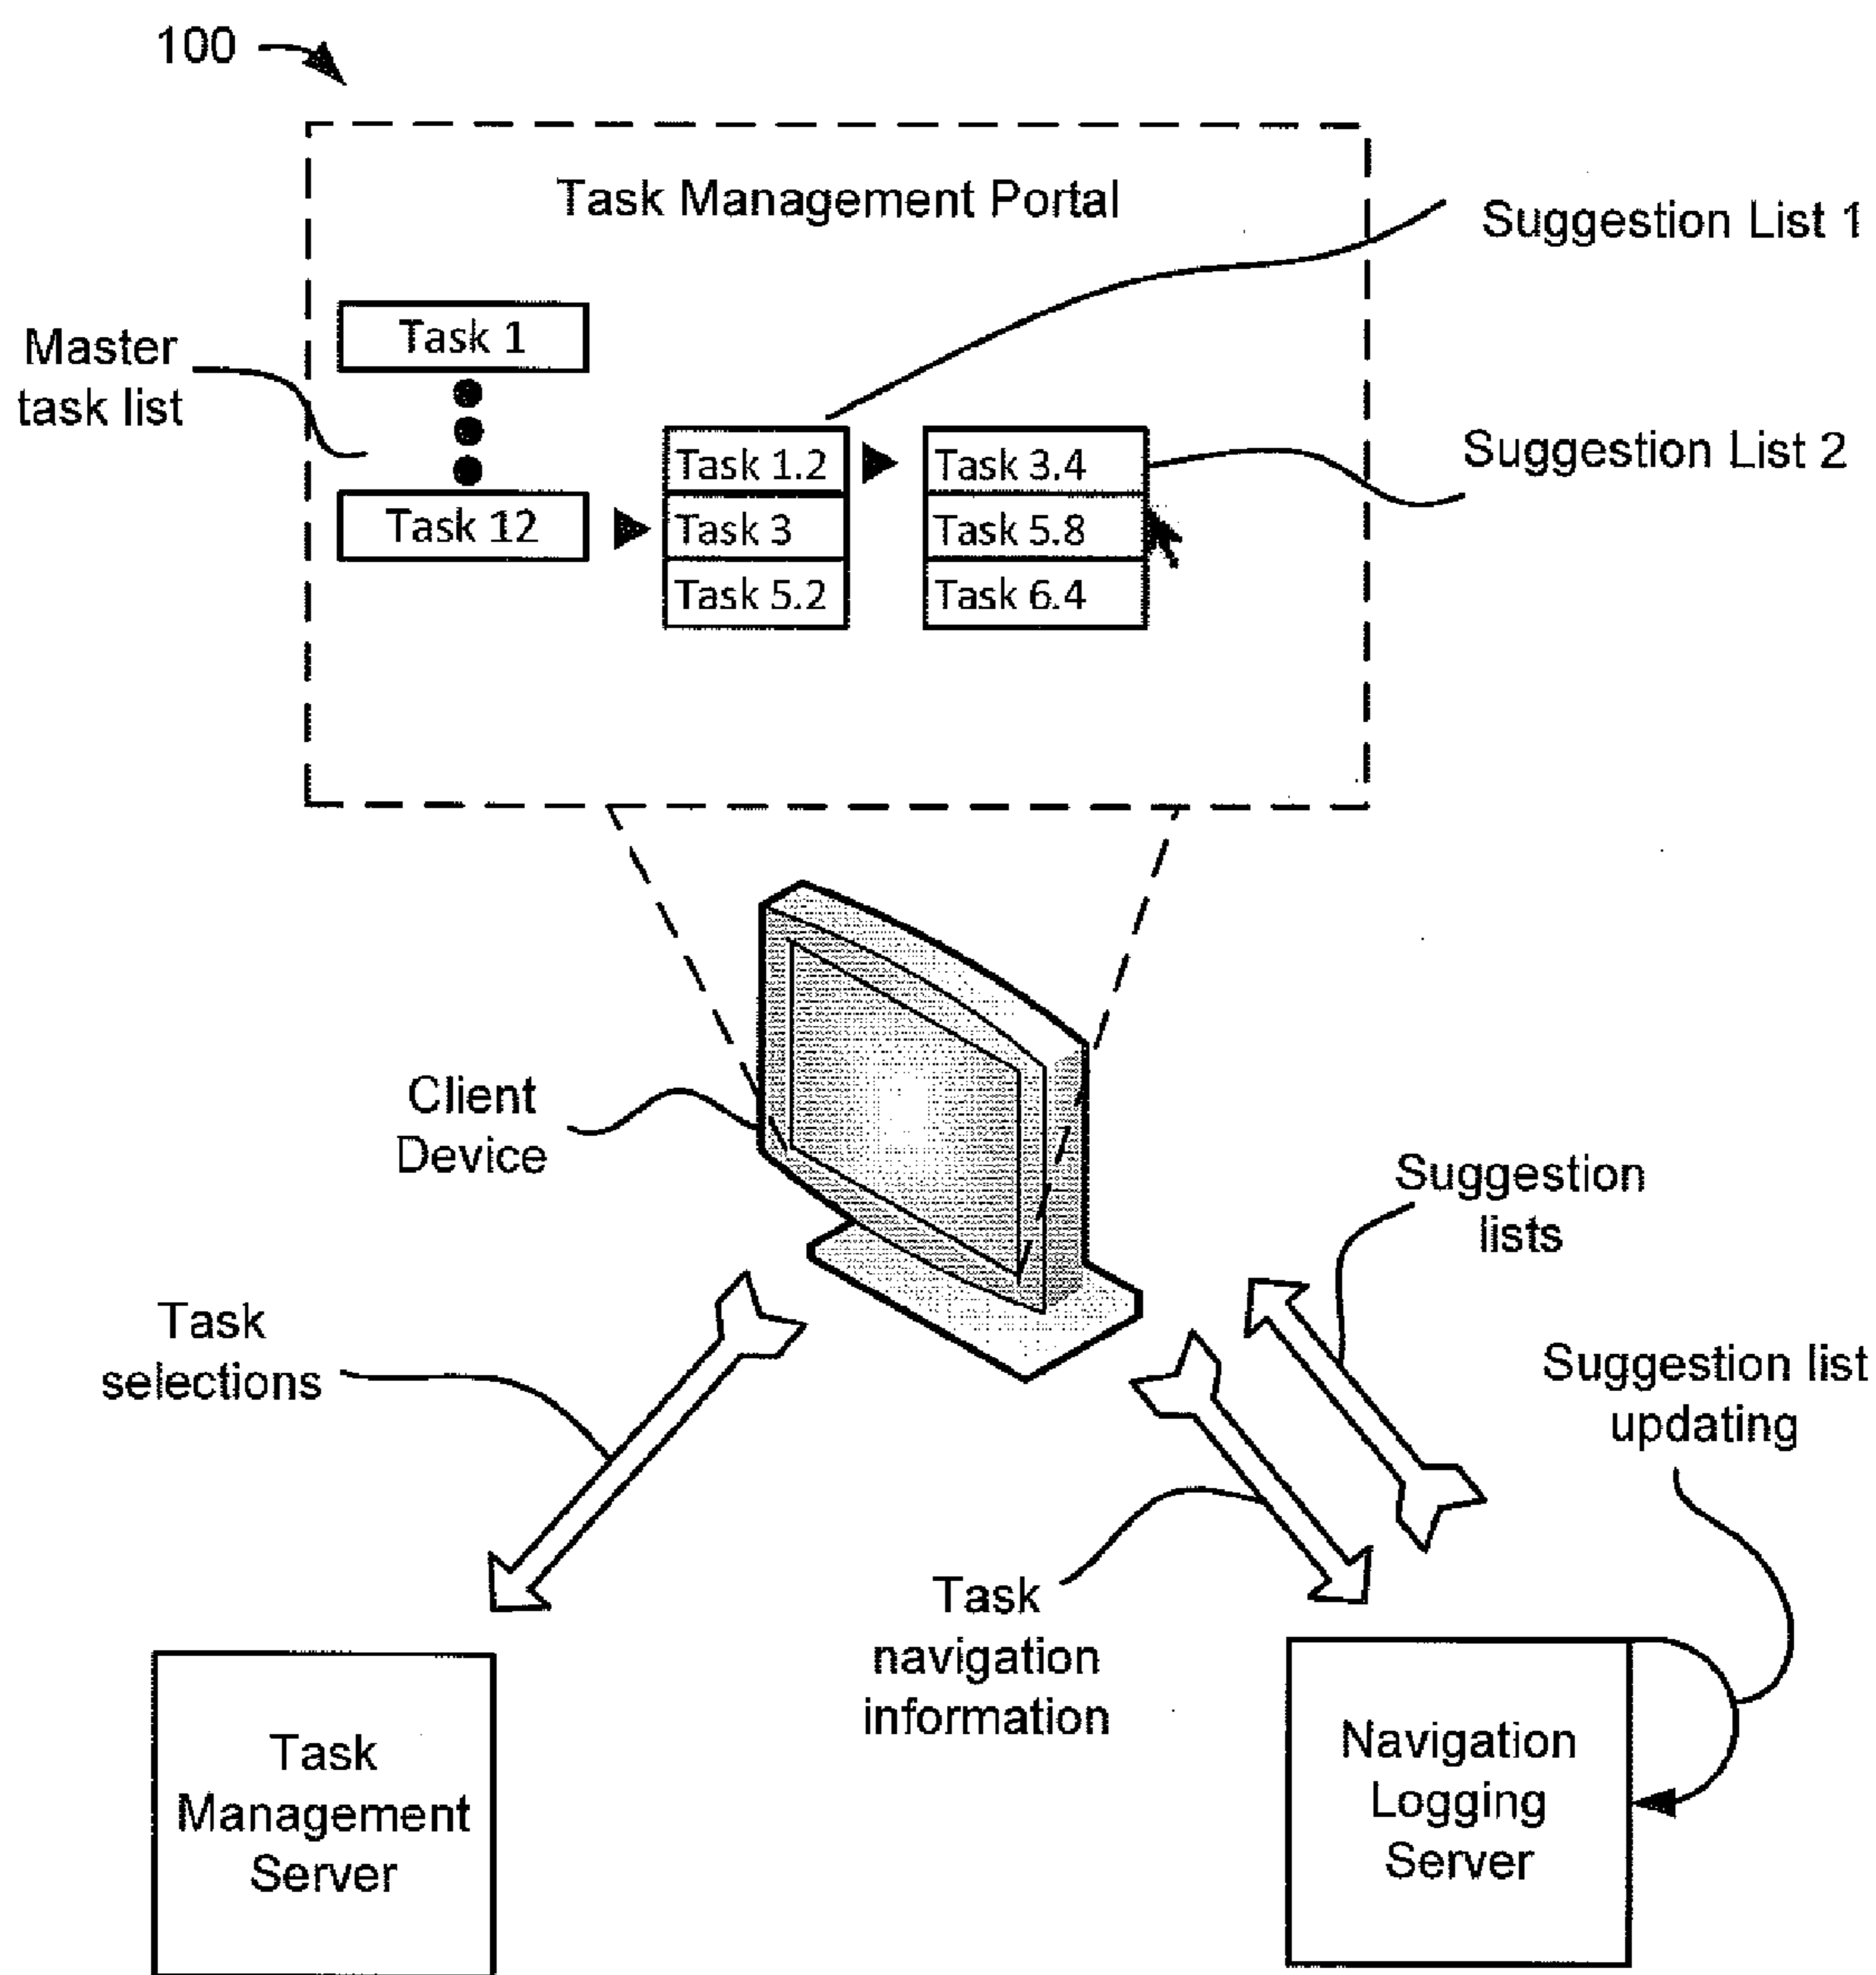 100
Task Management Portal
Suggestion List 1
Master
task list
Task 1
Task 12
Task 1.2
Task 3
Task 5.2
Task 3.4
Task 5.8
Task 6.4
Suggestion List 2
Client
Device
Suggestion
lists
Task
selections
Suggestion list
updating
Task
navigation
information
Task
Management
Server
Navigation
Logging
Server